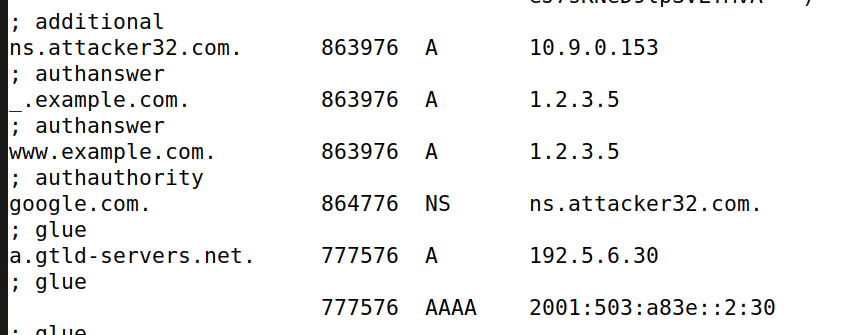 ; additional
ns.attacker32.com. 863976 A 10.9.0.153
; authanswer
_.example.com. 863976 A 1.2.3.5
; authanswer
www.example.com. 863976 A 1.2.3.5
; authauthority
google.com. 864776 NS ns.attacker32.com.
; glue
a.gtld-servers.net. 777576 A 192.5.6.30
; glue
777576 AAAA 2001:503:a83e::2:30
; glue